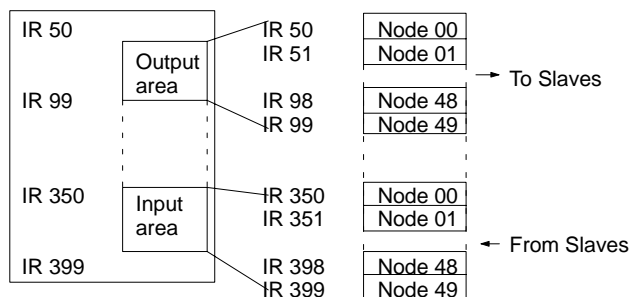 IR 50 IR 50 Node 00
IR 51 Node 01
Output
area
To Slaves
IR 99 IR 98 Node 48
IR 99 Node 49
IR 350 IR 350 Node 00
Input
area
IR 351 Node 01
From Slaves
IR 399 IR 398 Node 48
IR 399 Node 49